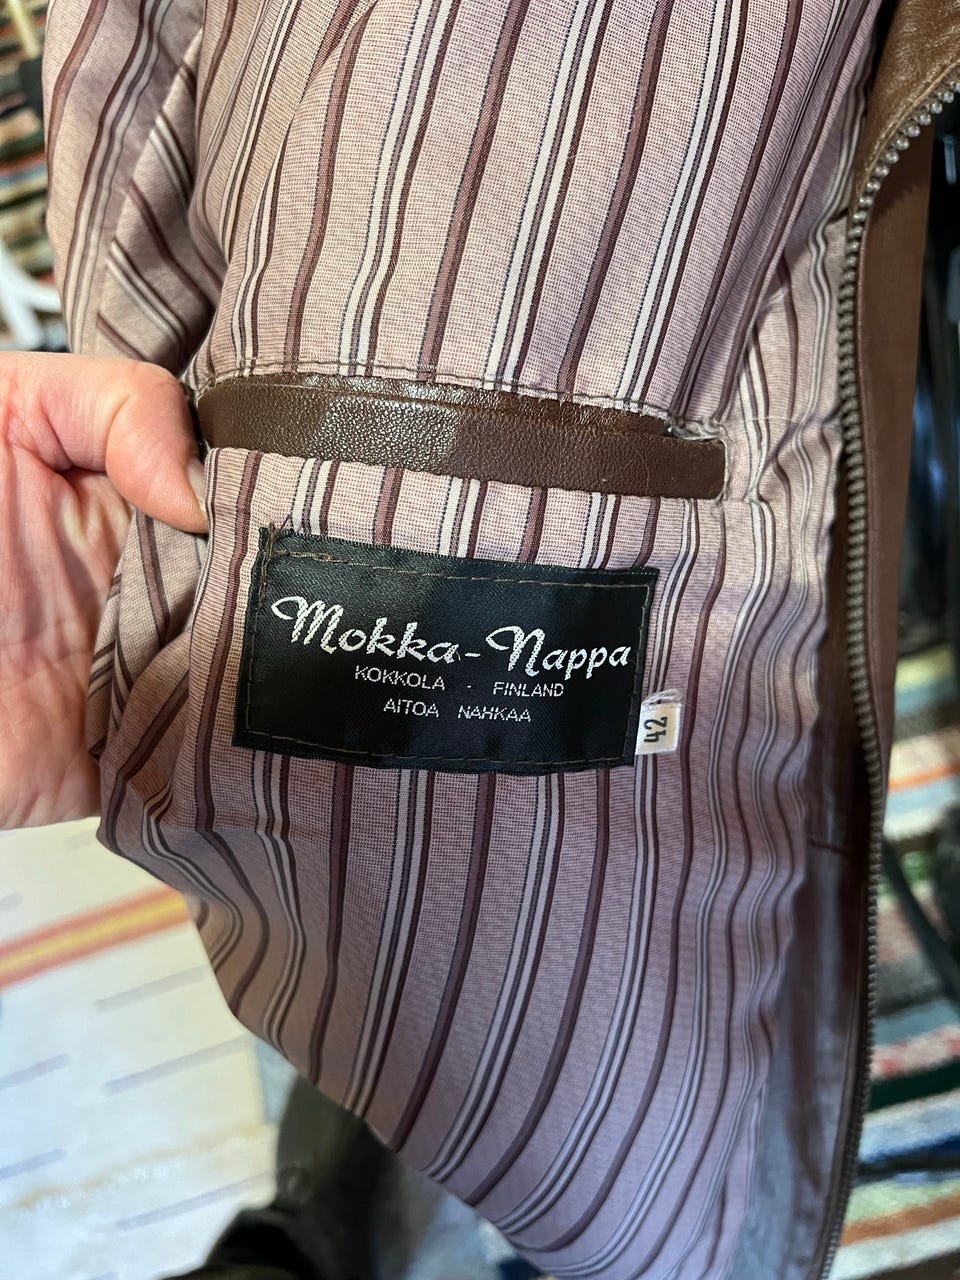 Mokka-Nappa
KOKKOLA - FINLAND
AITOA NAHKAA
42